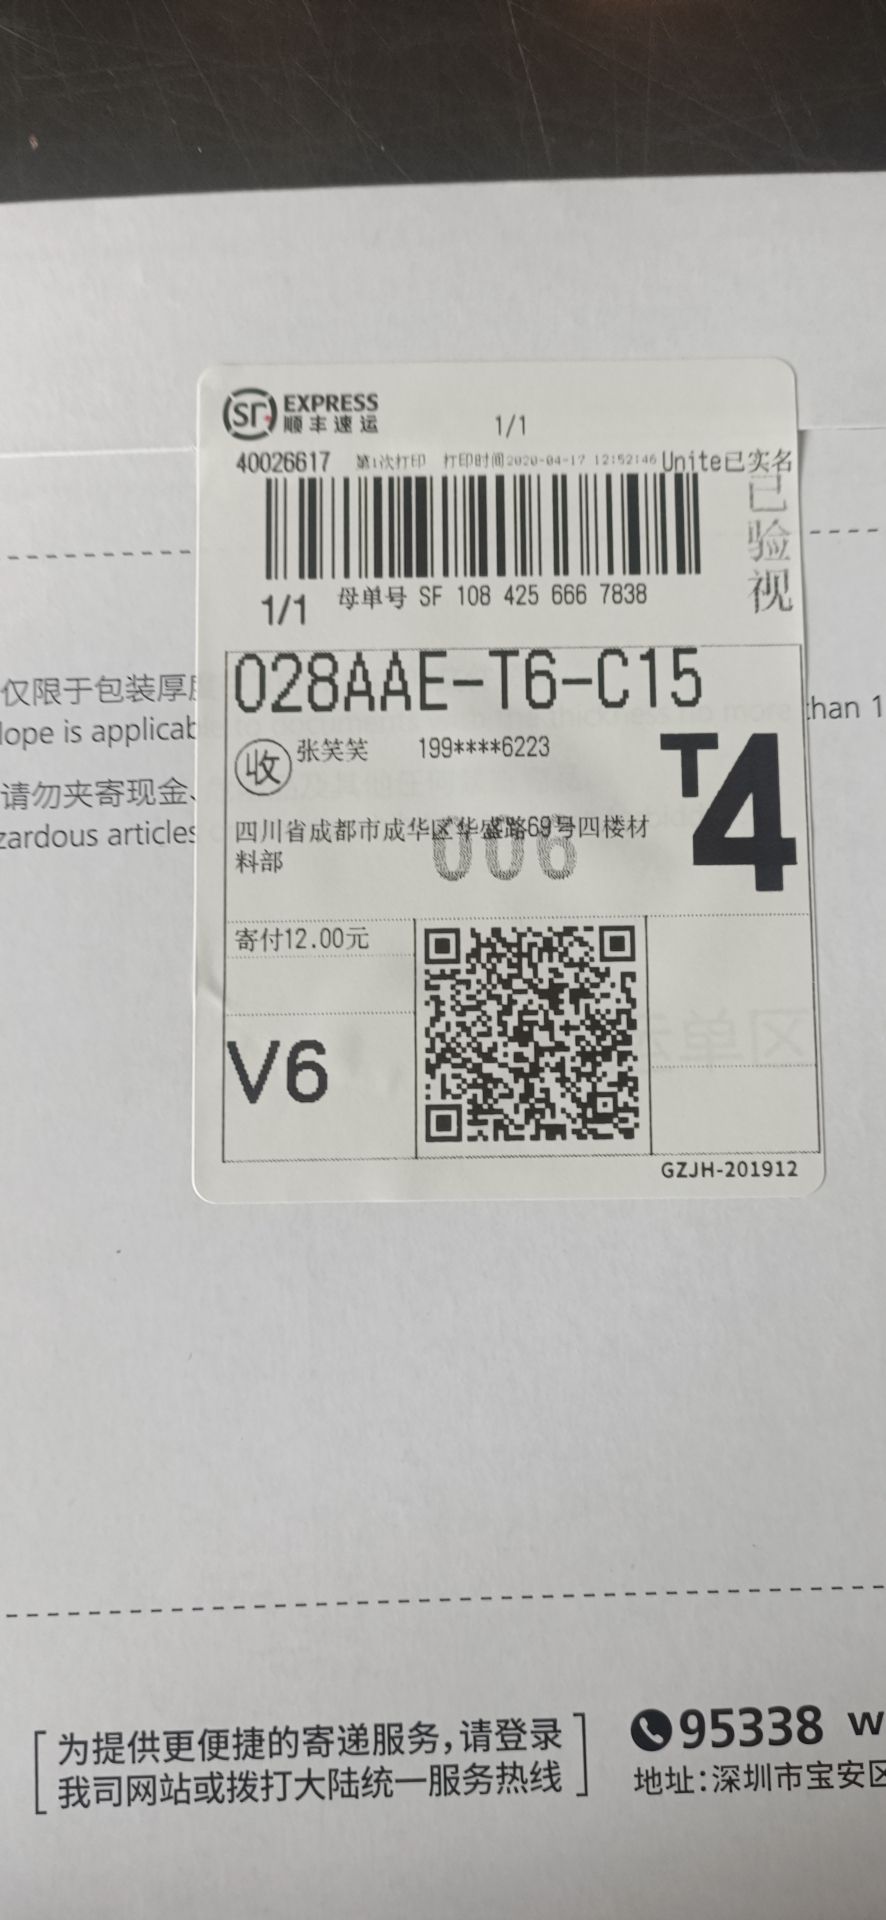 SF EXPRESS
顺丰速运
1/1
40026617 第1次打印 打印时间2020-04-17 12:52:46 Unite已实名
已验视
1/1 母单号 SF 108 425 666 7838
028AAE-T6-C15
仅限于包装厚
lope is applicab
than 1
收 张笑笑 199****6223
T4
请勿夹寄现金、
zardous articles
四川省成都市成华区华盛路69号四楼材
料部
006
寄付12.00元
V6
GZJH-201912
为提供更便捷的寄递服务,请登录
我司网站或拨打大陆统一服务热线
95338 w
地址:深圳市宝安区